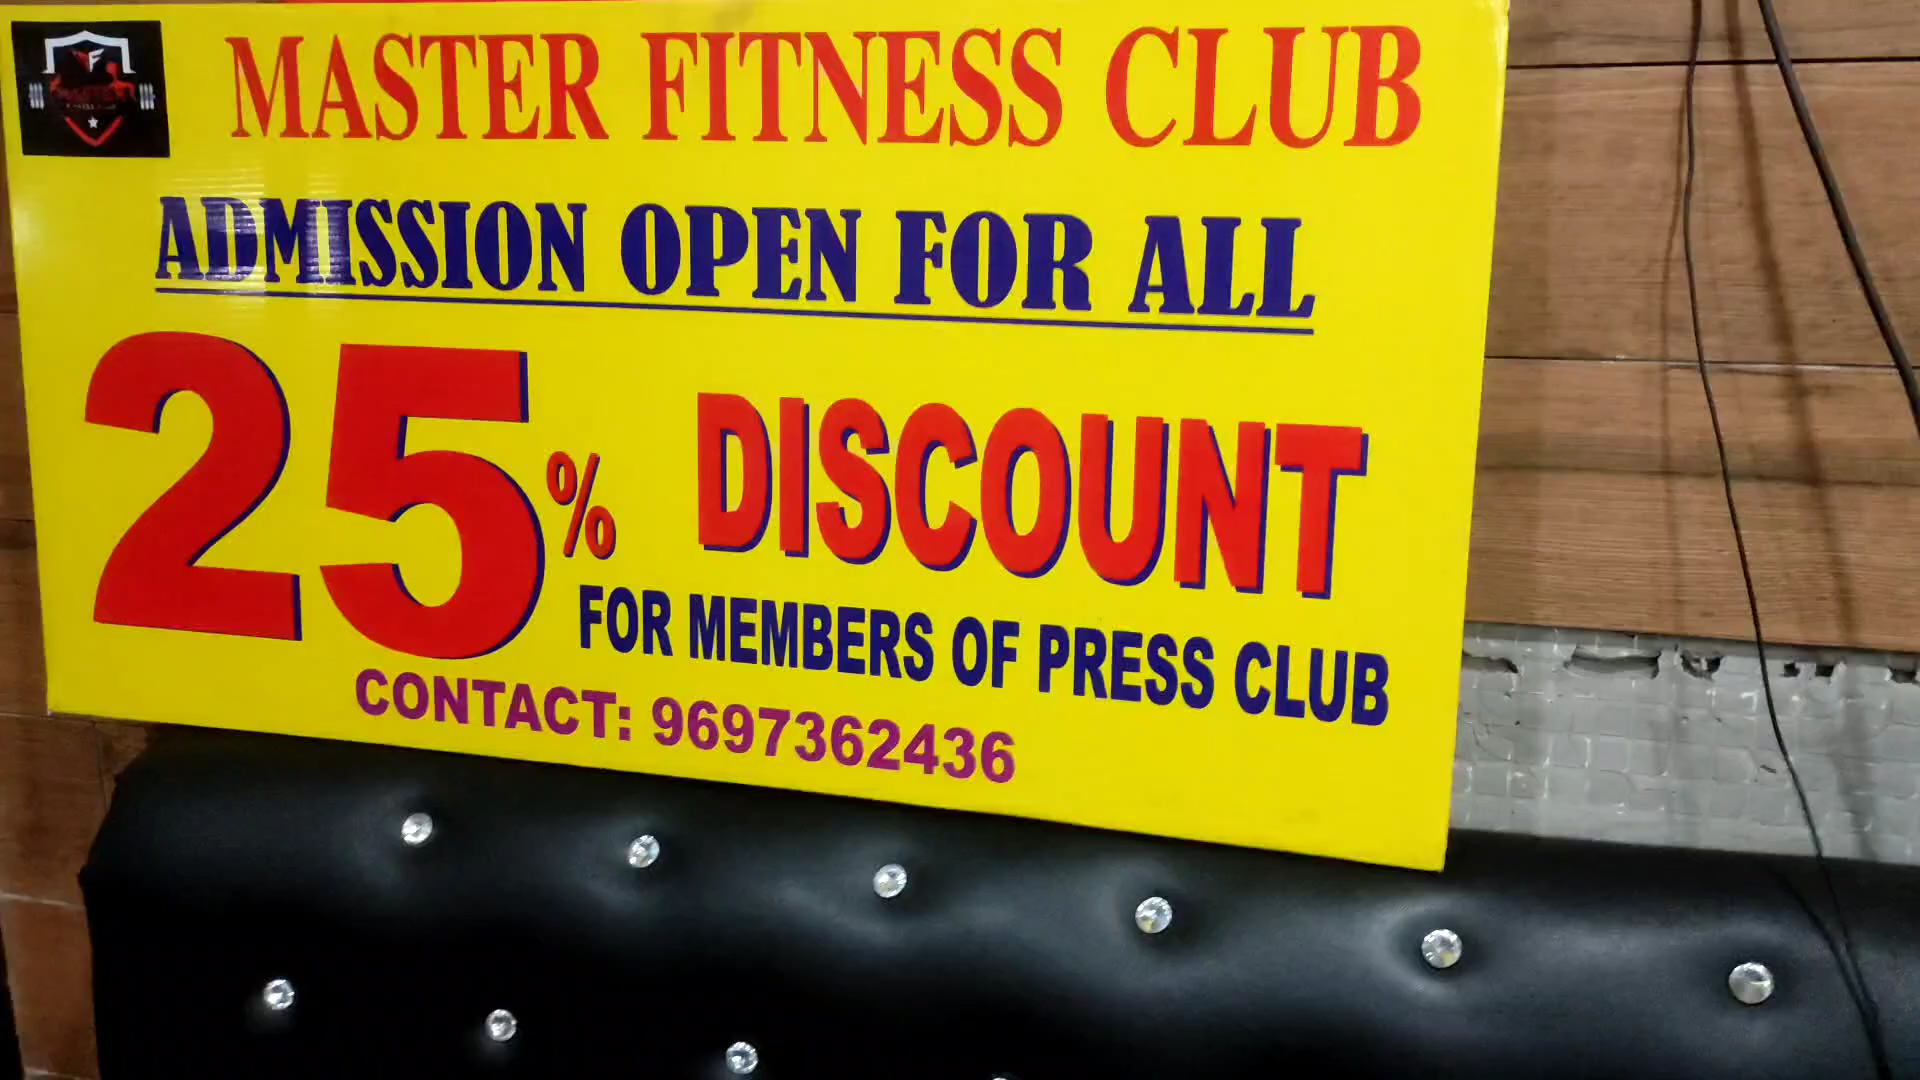 MASTER FITNESS CLUB
ADMISSION OPEN FOR ALL
25% DISCOUNT
FOR MEMBERS OF PRESS CLUB
CONTACT: 9697362436